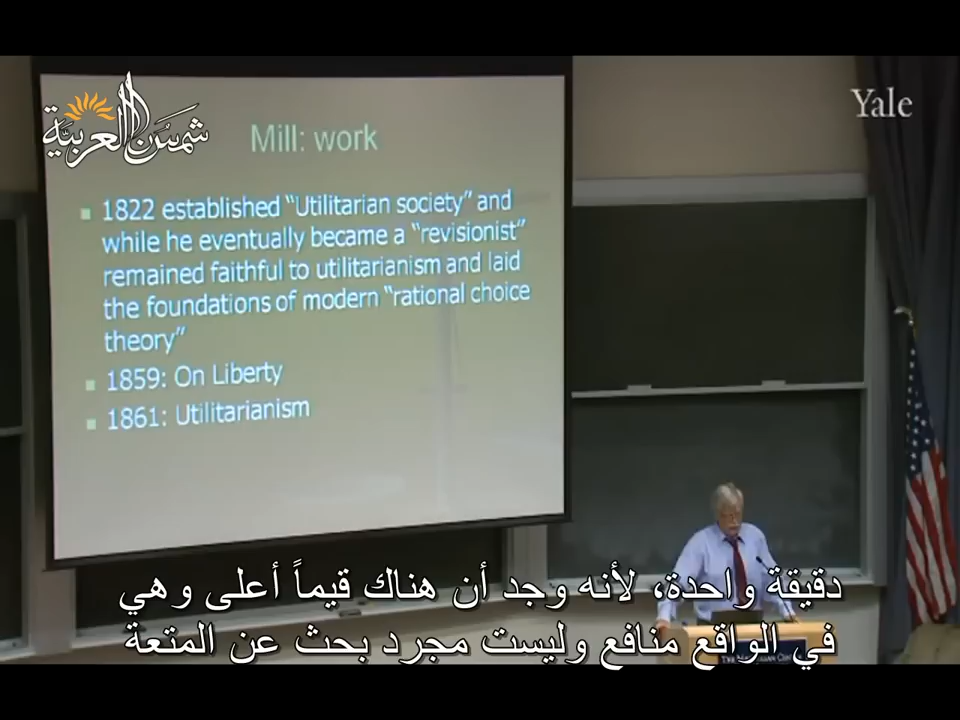 شمس العربية
Yale
Mill: work
1822 established “Utilitarian society” and
while he eventually became a “revisionist”
remained faithful to utilitarianism and laid
the foundations of modern “rational choice
theory”
1859: On Liberty
1861: Utilitarianism
دقيقة واحدة، لأنه وجد أن هناك قيماً أعلى وهي
في الواقع منافع وليست مجرد بحث عن المتعة